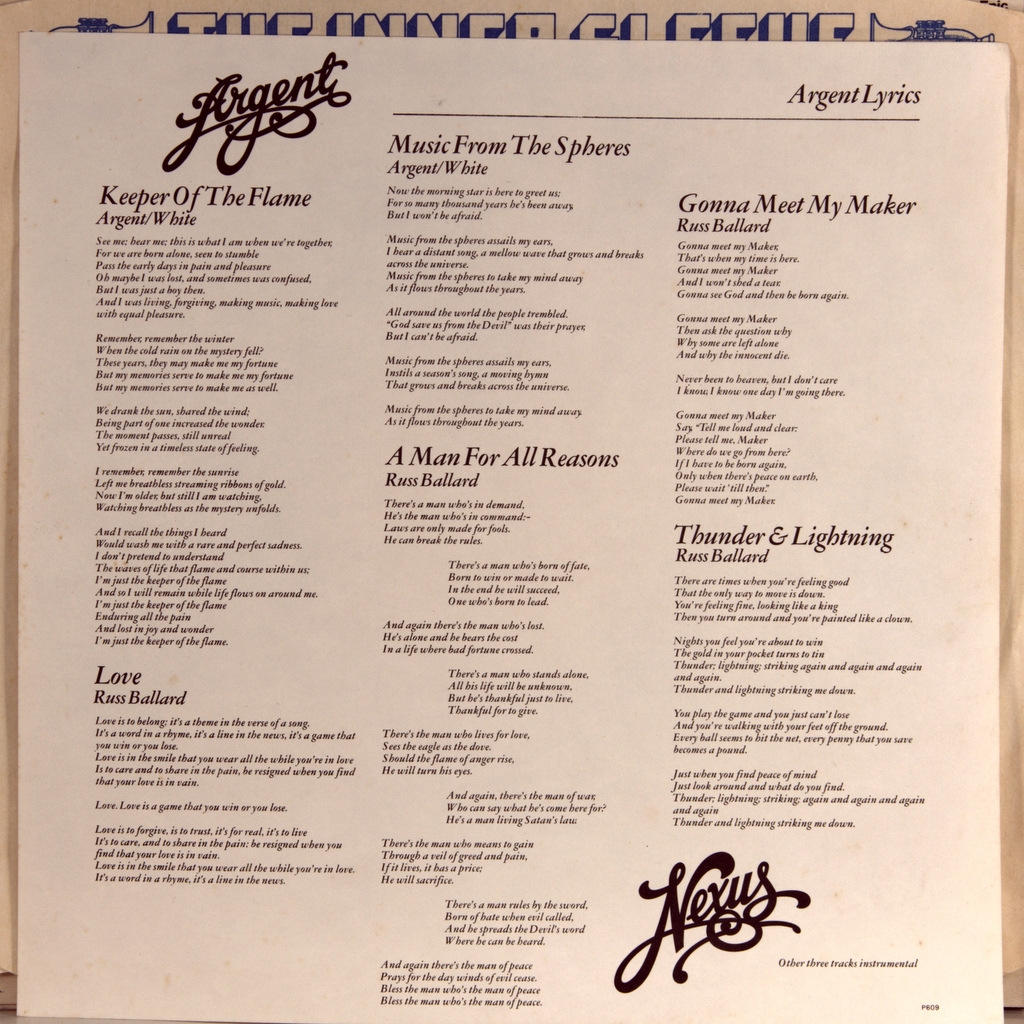 THE INNER SLEEVE
Argent
Argent Lyrics
Keeper Of The Flame
Argent/White
See me; hear me; this is what I am when we're together,
For we are born alone, seen to stumble
Pass the early days in pain and pleasure
Oh maybe I was lost, and sometimes was confused,
But I was just a boy then.
And I was living, forgiving, making music, making love
with equal pleasure.
Remember, remember the winter
When the cold rain on the mystery fell?
These years, they may make me my fortune
But my memories serve to make me my fortune
But my memories serve to make me as well.
We drank the sun, shared the wind;
Being part of one increased the wonder.
The moment passes, still unreal
Yet frozen in a timeless state of feeling.
I remember, remember the sunrise
Left me breathless streaming ribbons of gold.
Now I'm older, but still I am watching,
Watching breathless as the mystery unfolds.
And I recall the things I heard
Would wash me with a rare and perfect sadness.
I don't pretend to understand
The waves of life that flame and course within us;
I'm just the keeper of the flame
And so I will remain while life flows on around me.
I'm just the keeper of the flame
Enduring all the pain
And lost in joy and wonder
I'm just the keeper of the flame.
Love
Russ Ballard
Love is to belong; it's a theme in the verse of a song.
It's a word in a rhyme, it's a line in the news, it's a game that
you win or you lose.
Love is in the smile that you wear all the while you're in love
Is to care and to share in the pain, be resigned when you find
that your love is in vain.
Love. Love is a game that you win or you lose.
Love is to forgive, is to trust, it's for real, it's to live
It's to care, and to share in the pain: be resigned when you
find that your love is in vain.
Love is in the smile that you wear all the while you're in love.
It's a word in a rhyme, it's a line in the news.
Music From The Spheres
Argent/White
Now the morning star is here to greet us;
For so many thousand years he's been away,
But I won't be afraid.
Music from the spheres assails my ears,
I hear a distant song, a mellow wave that grows and breaks
across the universe.
Music from the spheres to take my mind away
As it flows throughout the years.
All around the world the people trembled.
"God save us from the Devil" was their prayer,
But I can't be afraid.
Music from the spheres assails my ears,
Instils a season's song, a moving hymn
That grows and breaks across the universe.
Music from the spheres to take my mind away.
As it flows throughout the years.
A Man For All Reasons
Russ Ballard
There's a man who's in demand,
He's the man who's in command:-
Laws are only made for fools.
He can break the rules.
There's a man who's born of fate,
Born to win or made to wait.
In the end he will succeed,
One who's born to lead.
And again there's the man who's lost.
He's alone and he bears the cost
In a life where bad fortune crossed.
There's a man who stands alone,
All his life will be unknown,
But he's thankful just to live,
Thankful for to give.
There's the man who lives for love,
Sees the eagle as the dove.
Should the flame of anger rise,
He will turn his eyes.
And again, there's the man of war,
Who can say what he's come here for?
He's a man living Satan's law.
There's the man who means to gain
Through a veil of greed and pain,
If it lives, it has a price;
He will sacrifice.
There's a man rules by the sword,
Born of hate when evil called,
And he spreads the Devil's word
Where he can be heard.
And again there's the man of peace
Prays for the day winds of evil cease.
Bless the man who's the man of peace
Bless the man who's the man of peace.
Gonna Meet My Maker
Russ Ballard
Gonna meet my Maker,
That's when my time is here.
Gonna meet my Maker
And I won't shed a tear.
Gonna see God and then be born again.
Gonna meet my Maker
Then ask the question why
Why some are left alone
And why the innocent die.
Never been to heaven, but I don't care
I know, I know one day I'm going there.
Gonna meet my Maker
Say, "Tell me loud and clear:
Please tell me, Maker
Where do we go from here?
If I have to be born again,
Only when there's peace on earth,
Please wait 'till then."
Gonna meet my Maker.
Thunder & Lightning
Russ Ballard
There are times when you're feeling good
That the only way to move is down.
You're feeling fine, looking like a king
Then you turn around and you're painted like a clown.
Nights you feel you're about to win
The gold in your pocket turns to tin
Thunder; lightning; striking again and again and again
and again.
Thunder and lightning striking me down.
You play the game and you just can't lose
And you're walking with your feet off the ground.
Every ball seems to hit the net, every penny that you save
becomes a pound.
Just when you find peace of mind
Just look around and what do you find.
Thunder; lightning; striking; again and again and again
and again
Thunder and lightning striking me down.
Nexus
Other three tracks instrumental
P609